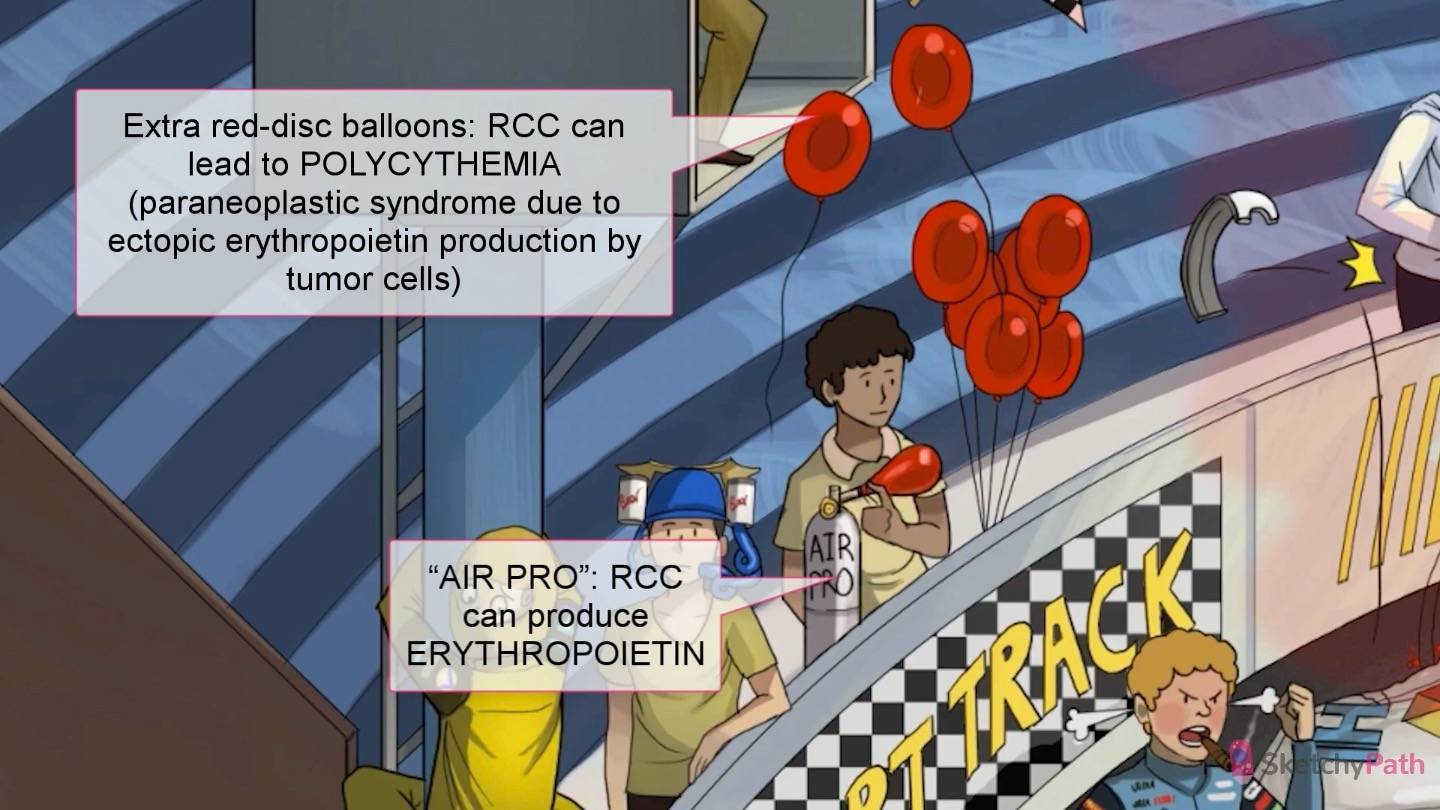 Extra red-disc balloons: RCC can
lead to POLYCYTHEMIA
(paraneoplastic syndrome due to
ectopic erythropoietin production by
tumor cells)
“AIR PRO”: RCC
can produce
ERYTHROPOIETIN
AIR
PRO
RT TRACK
SketchyPath